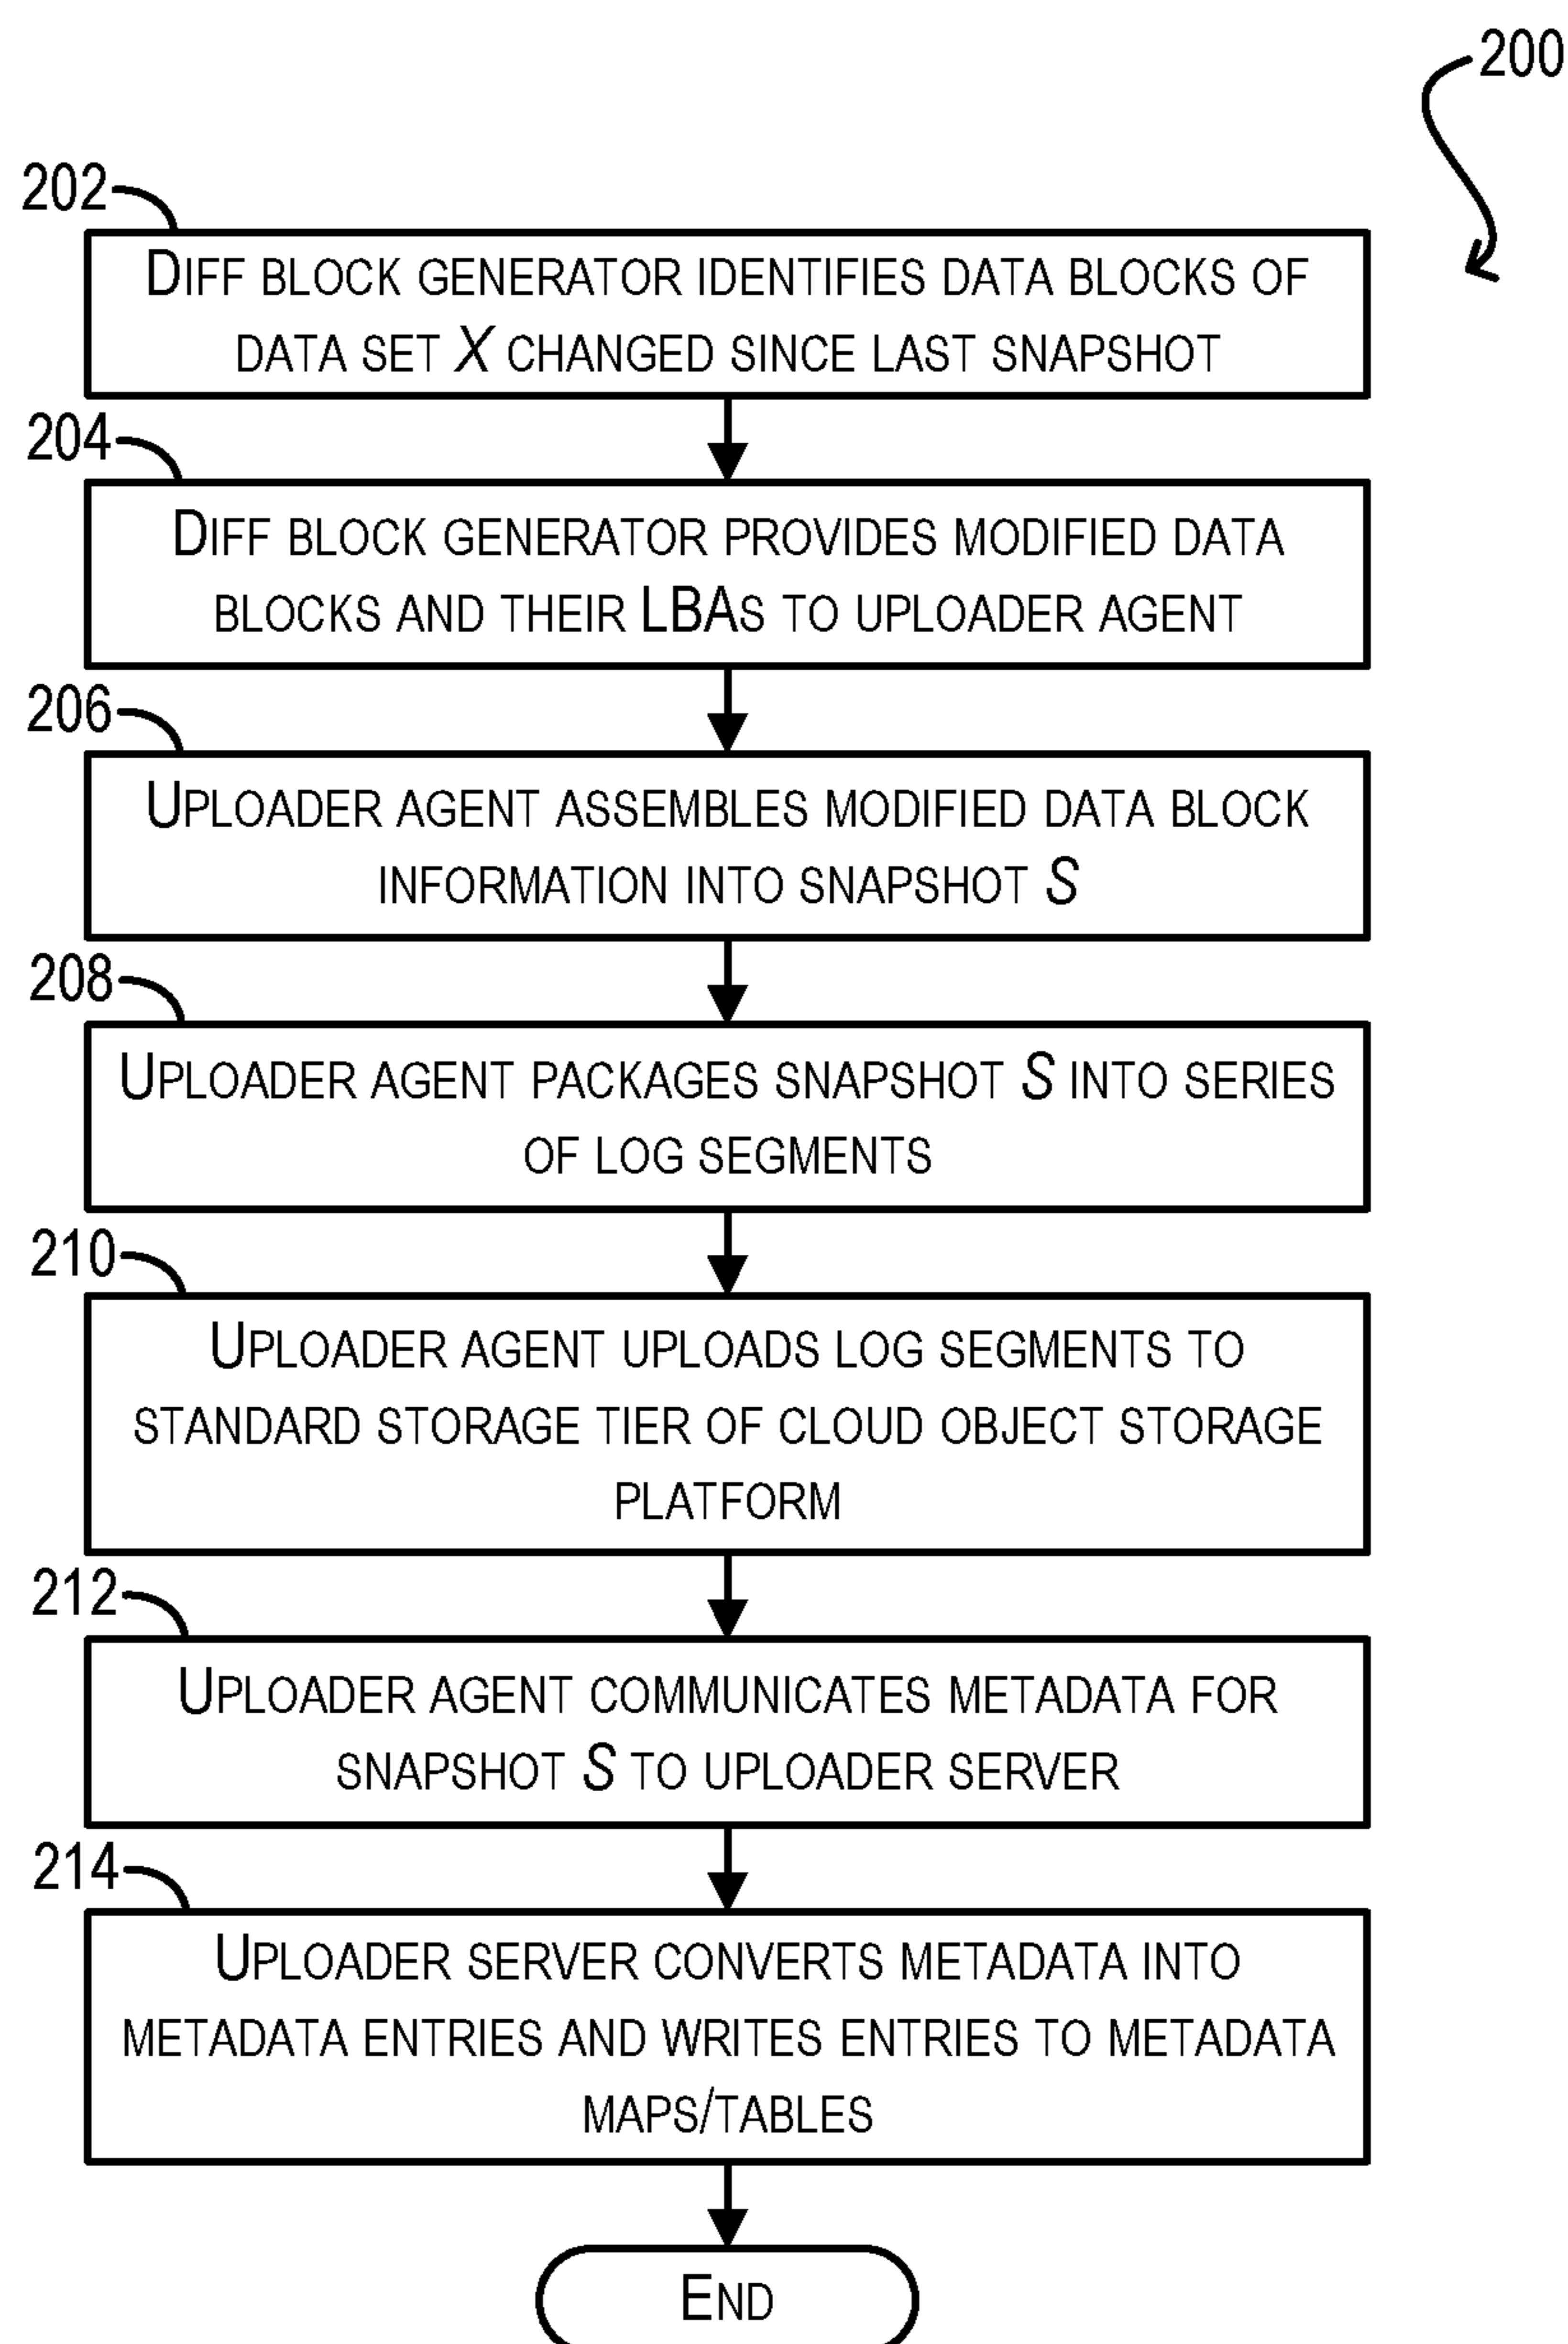 200
202
Diff block generator identifies data blocks of
data set X changed since last snapshot
204
Diff block generator provides modified data
blocks and their LBAs to uploader agent
206
Uploader agent assembles modified data block
information into snapshot S
208
Uploader agent packages snapshot S into series
of log segments
210
Uploader agent uploads log segments to
standard storage tier of cloud object storage
platform
212
Uploader agent communicates metadata for
snapshot S to uploader server
214
Uploader server converts metadata into
metadata entries and writes entries to metadata
maps/tables
End